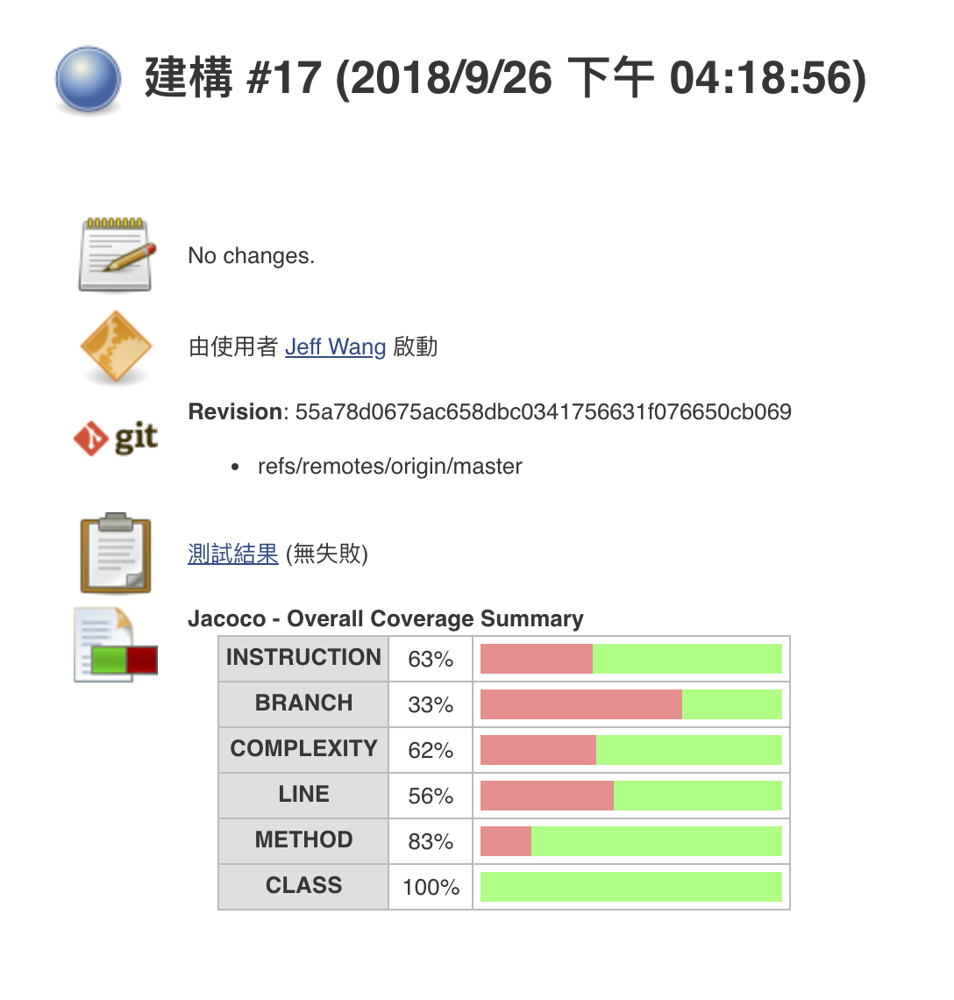 建構 #17 (2018/9/26 下午 04:18:56)
No changes.
由使用者 Jeff Wang 啟動
git
Revision: 55a78d0675ac658dbc0341756631f076650cb069
• refs/remotes/origin/master
測試結果 (無失敗)
Jacoco - Overall Coverage Summary
INSTRUCTION 63%
BRANCH 33%
COMPLEXITY 62%
LINE 56%
METHOD 83%
CLASS 100%